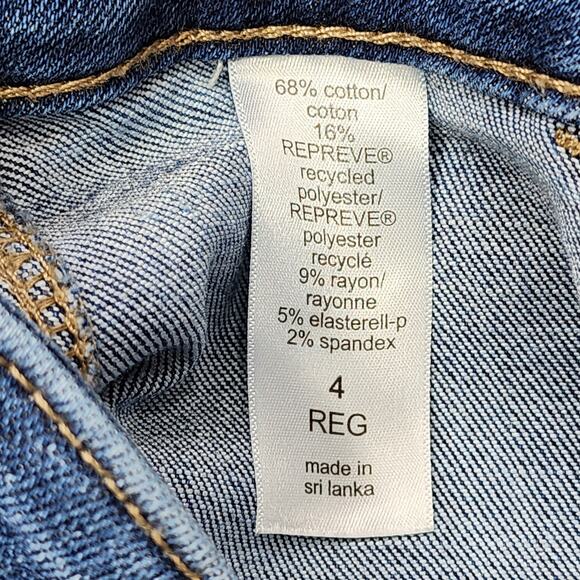 68% cotton/
coton
16%
REPREVE®
recycled
polyester/
REPREVE®
polyester
recyclé
9% rayon/
rayonne
5% elasterell-p
2% spandex
4
REG
made in
sri lanka